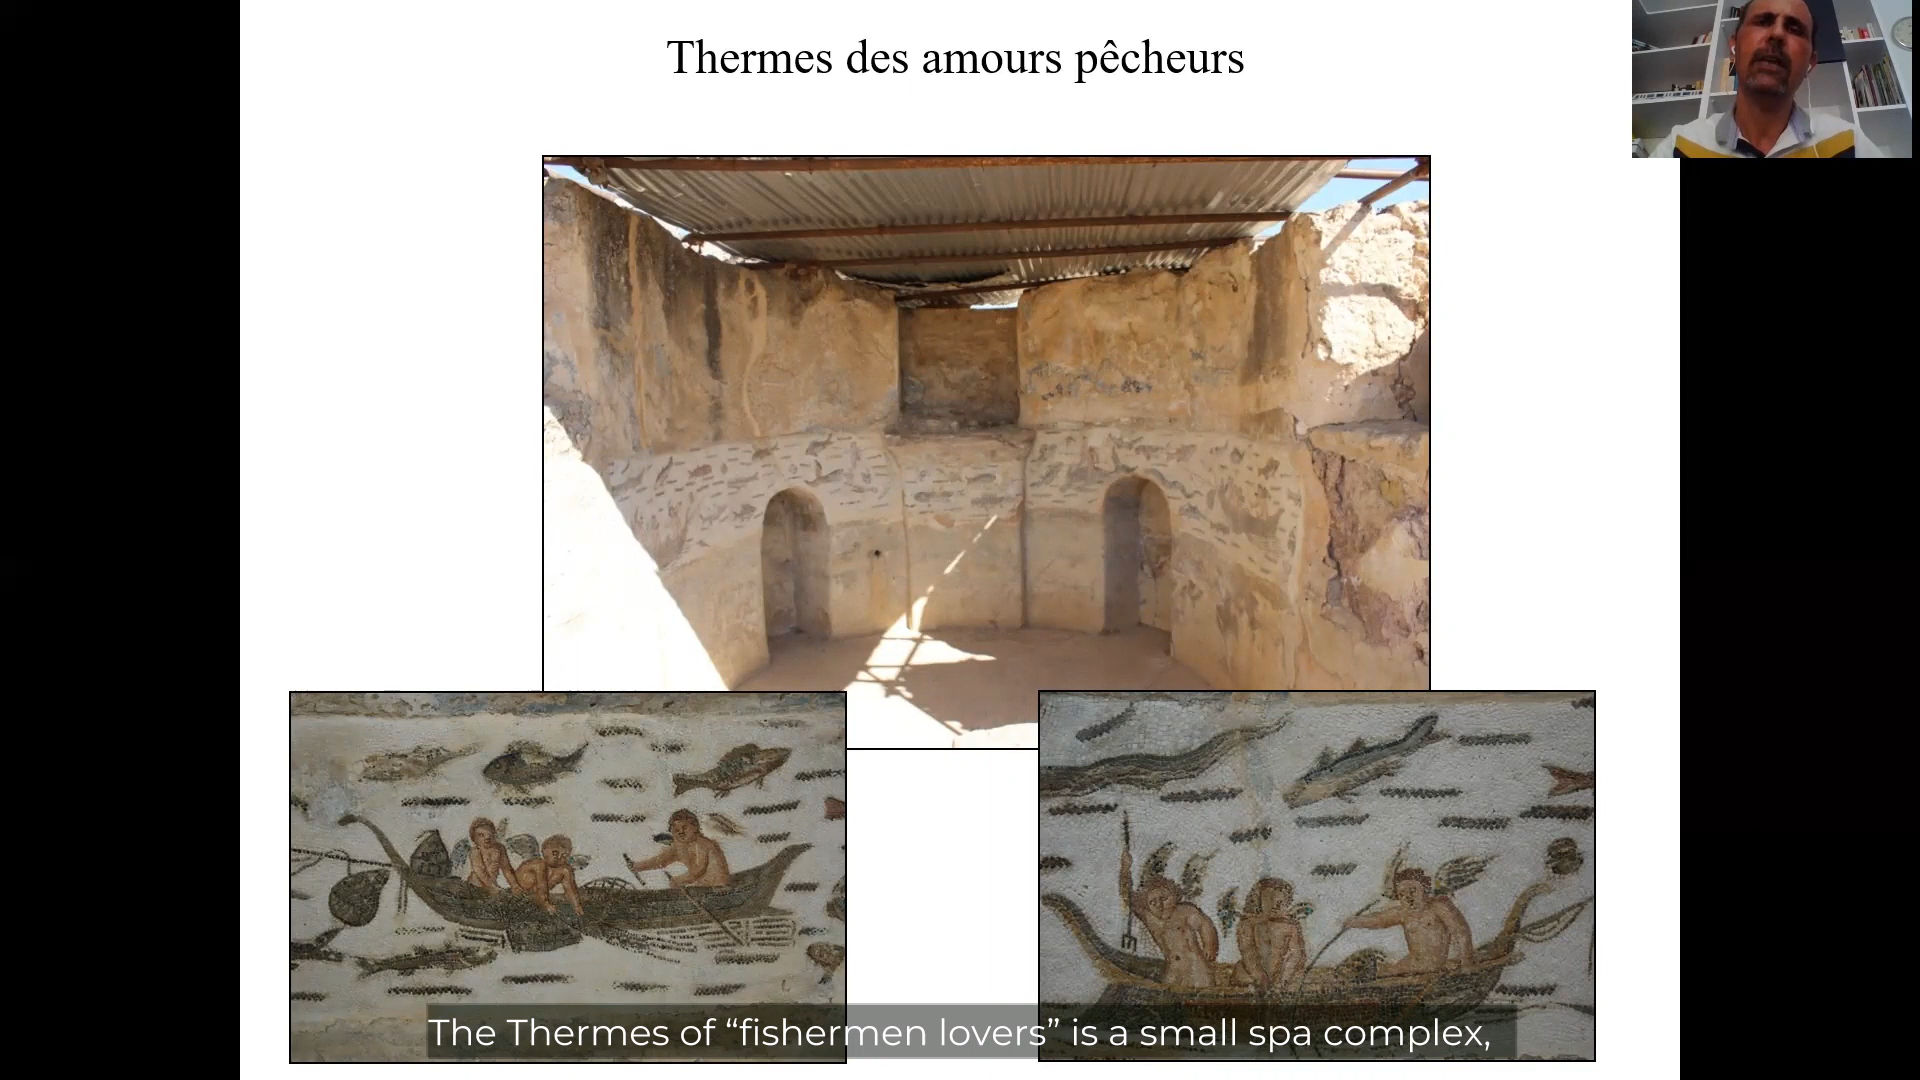 Thermes des amours pêcheurs
The Thermes of “fishermen lovers” is a small spa complex,